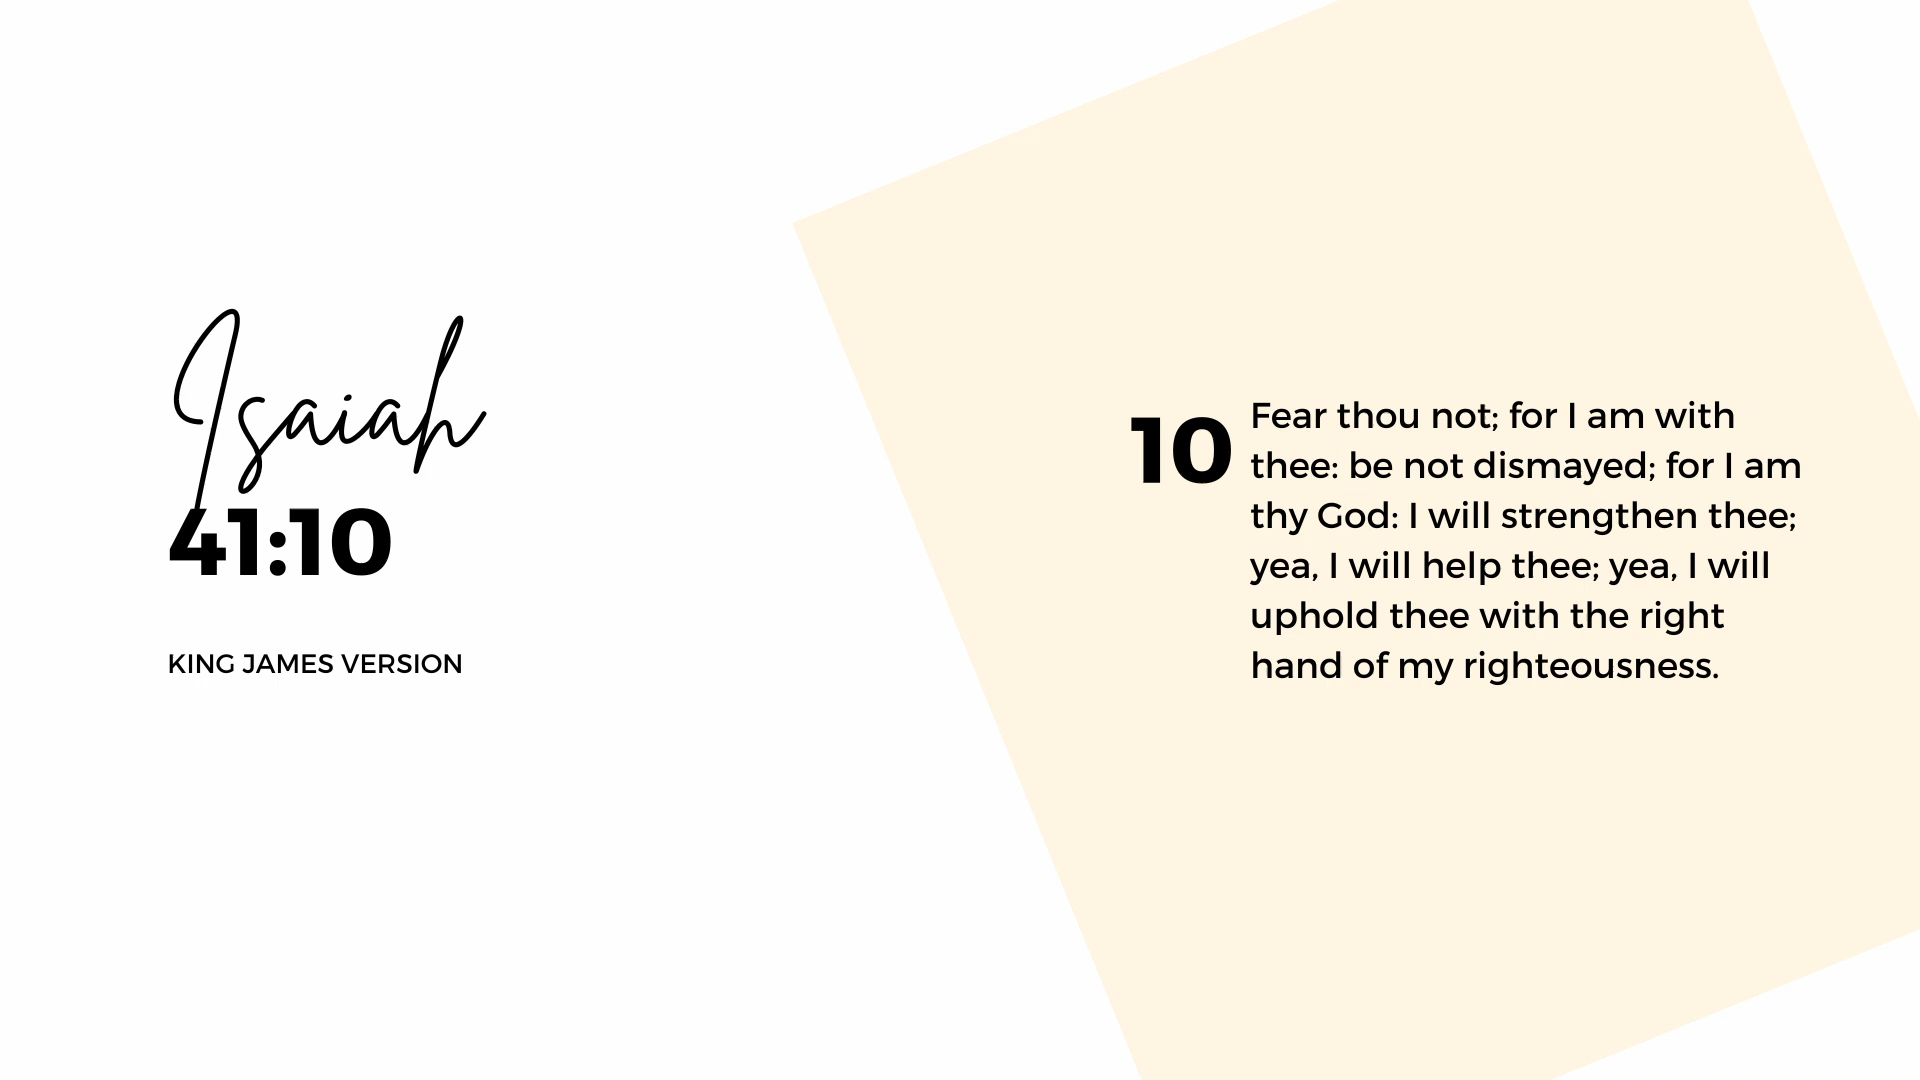 Isaiah
41:10
KING JAMES VERSION
10
Fear thou not; for I am with
thee: be not dismayed; for I am
thy God: I will strengthen thee;
yea, I will help thee; yea, I will
uphold thee with the right
hand of my righteousness.